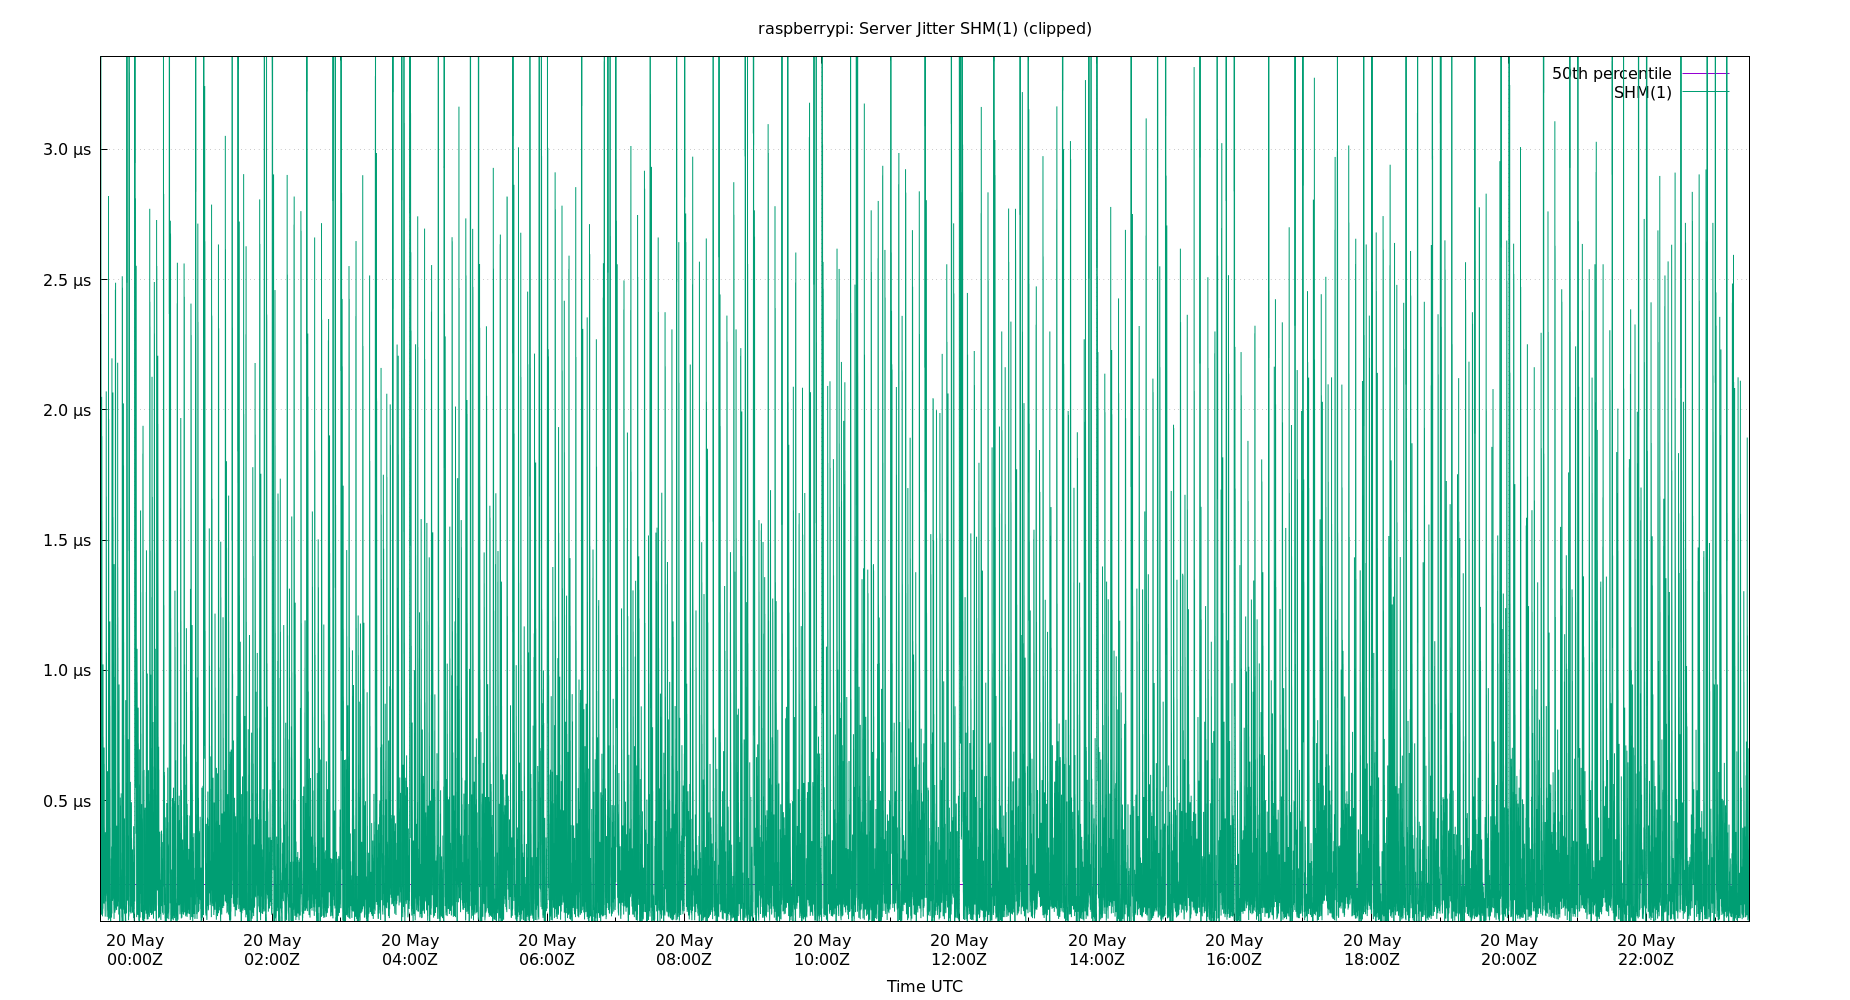 raspberrypi: Server Jitter SHM(1) (clipped)
50th percentile
SHM(1)
3.0 µs
2.5 µs
2.0 µs
1.5 µs
1.0 µs
0.5 µs
20 May 20 May 20 May 20 May 20 May 20 May 20 May 20 May 20 May 20 May 20 May 20 May
00:00Z 02:00Z 04:00Z 06:00Z 08:00Z 10:00Z 12:00Z 14:00Z 16:00Z 18:00Z 20:00Z 22:00Z
Time UTC